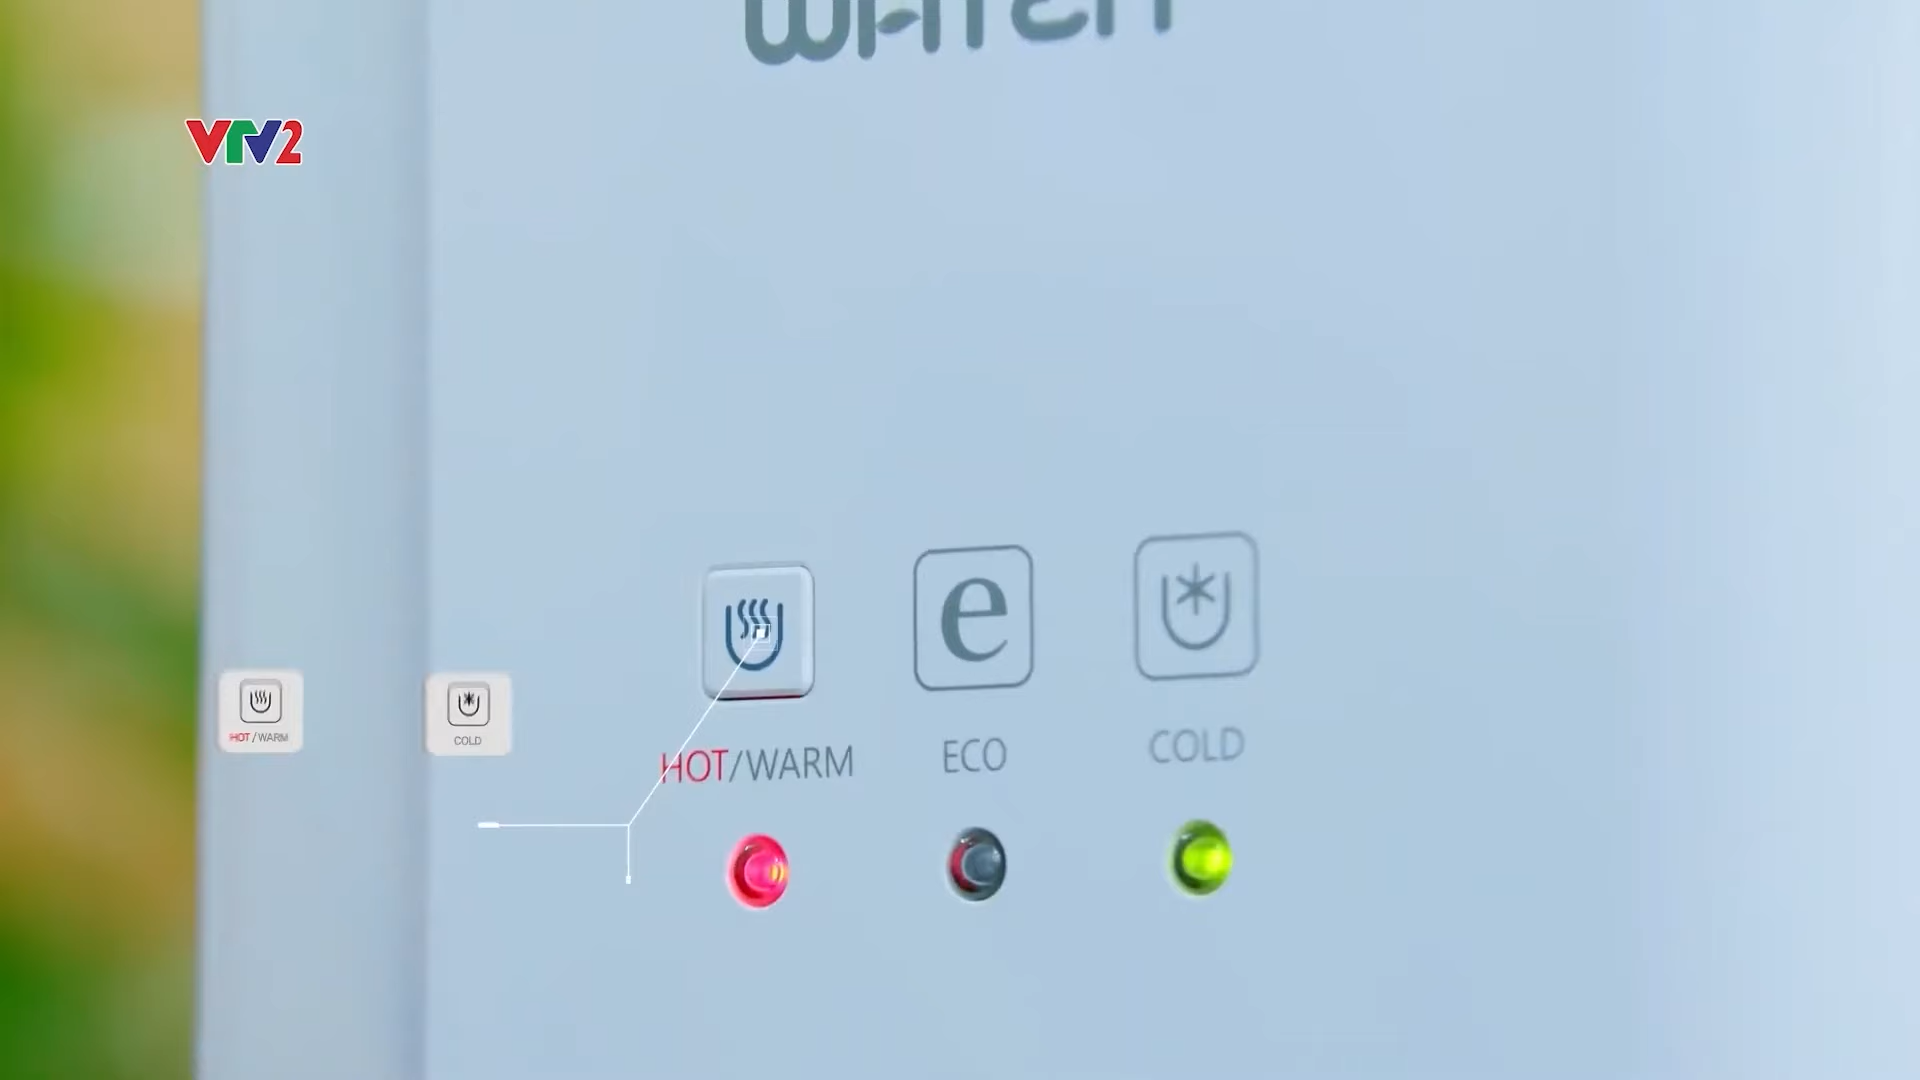 VTV2
e
HOT/WARM
ECO
COLD
HOT / WARM
COLD